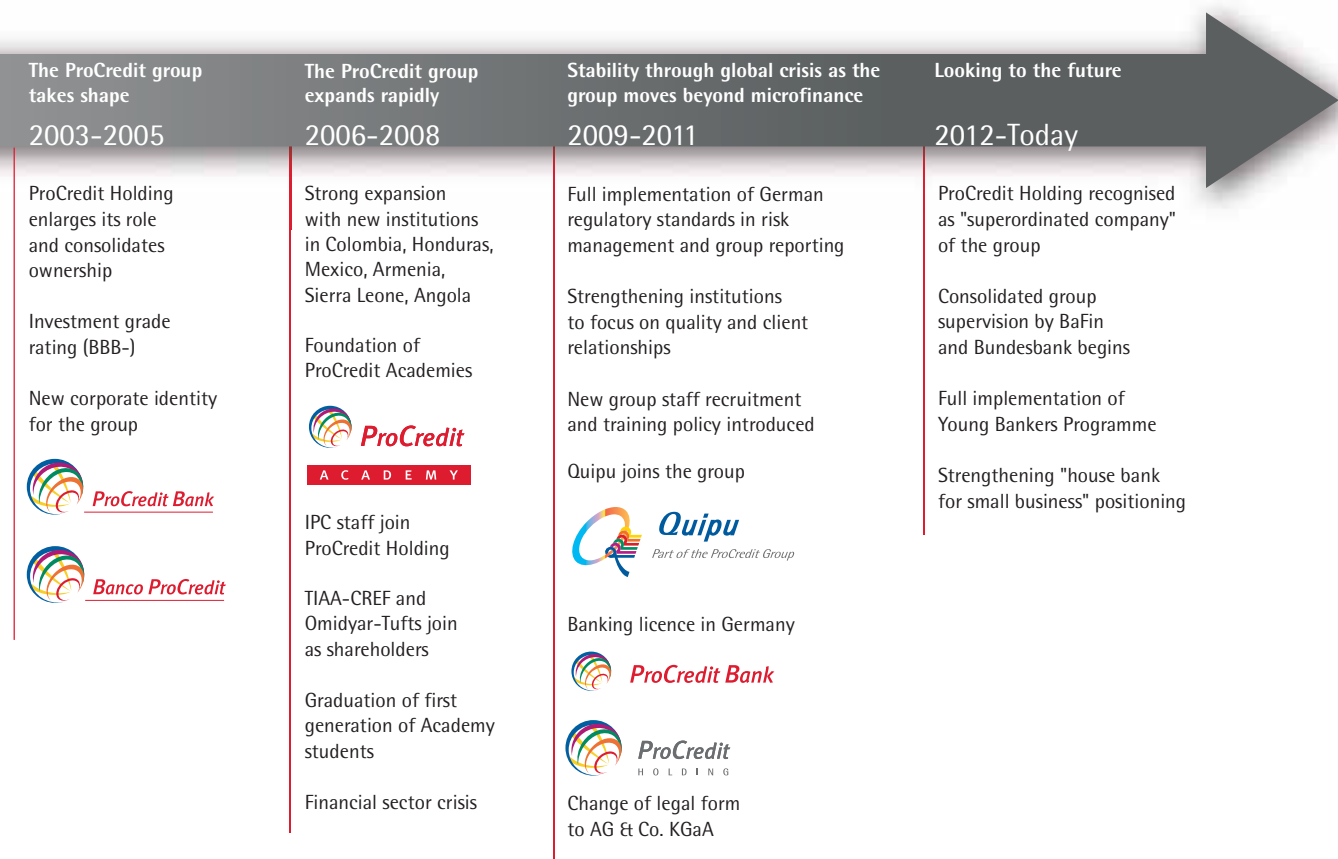 The ProCredit group
takes shape
2003-2005
ProCredit Holding
enlarges its role
and consolidates
ownership
Investment grade
rating (BBB-)
New corporate identity
for the group
ProCredit Bank
Banco ProCredit
The ProCredit group
expands rapidly
2006-2008
Strong expansion
with new institutions
in Colombia, Honduras,
Mexico, Armenia,
Sierra Leone, Angola
Foundation of
ProCredit Academies
ProCredit
ACADEMY
IPC staff join
ProCredit Holding
TIAA-CREF and
Omidyar-Tufts join
as shareholders
Graduation of first
generation of Academy
students
Financial sector crisis
Stability through global crisis as the
group moves beyond microfinance
2009-2011
Full implementation of German
regulatory standards in risk
management and group reporting
Strengthening institutions
to focus on quality and client
relationships
New group staff recruitment
and training policy introduced
Quipu joins the group
Quipu
Part of the ProCredit Group
Banking licence in Germany
ProCredit Bank
ProCredit
HOLDING
Change of legal form
to AG & Co. KGaA
Looking to the future
2012-Today
ProCredit Holding recognised
as "superordinated company"
of the group
Consolidated group
supervision by BaFin
and Bundesbank begins
Full implementation of
Young Bankers Programme
Strengthening "house bank
for small business" positioning